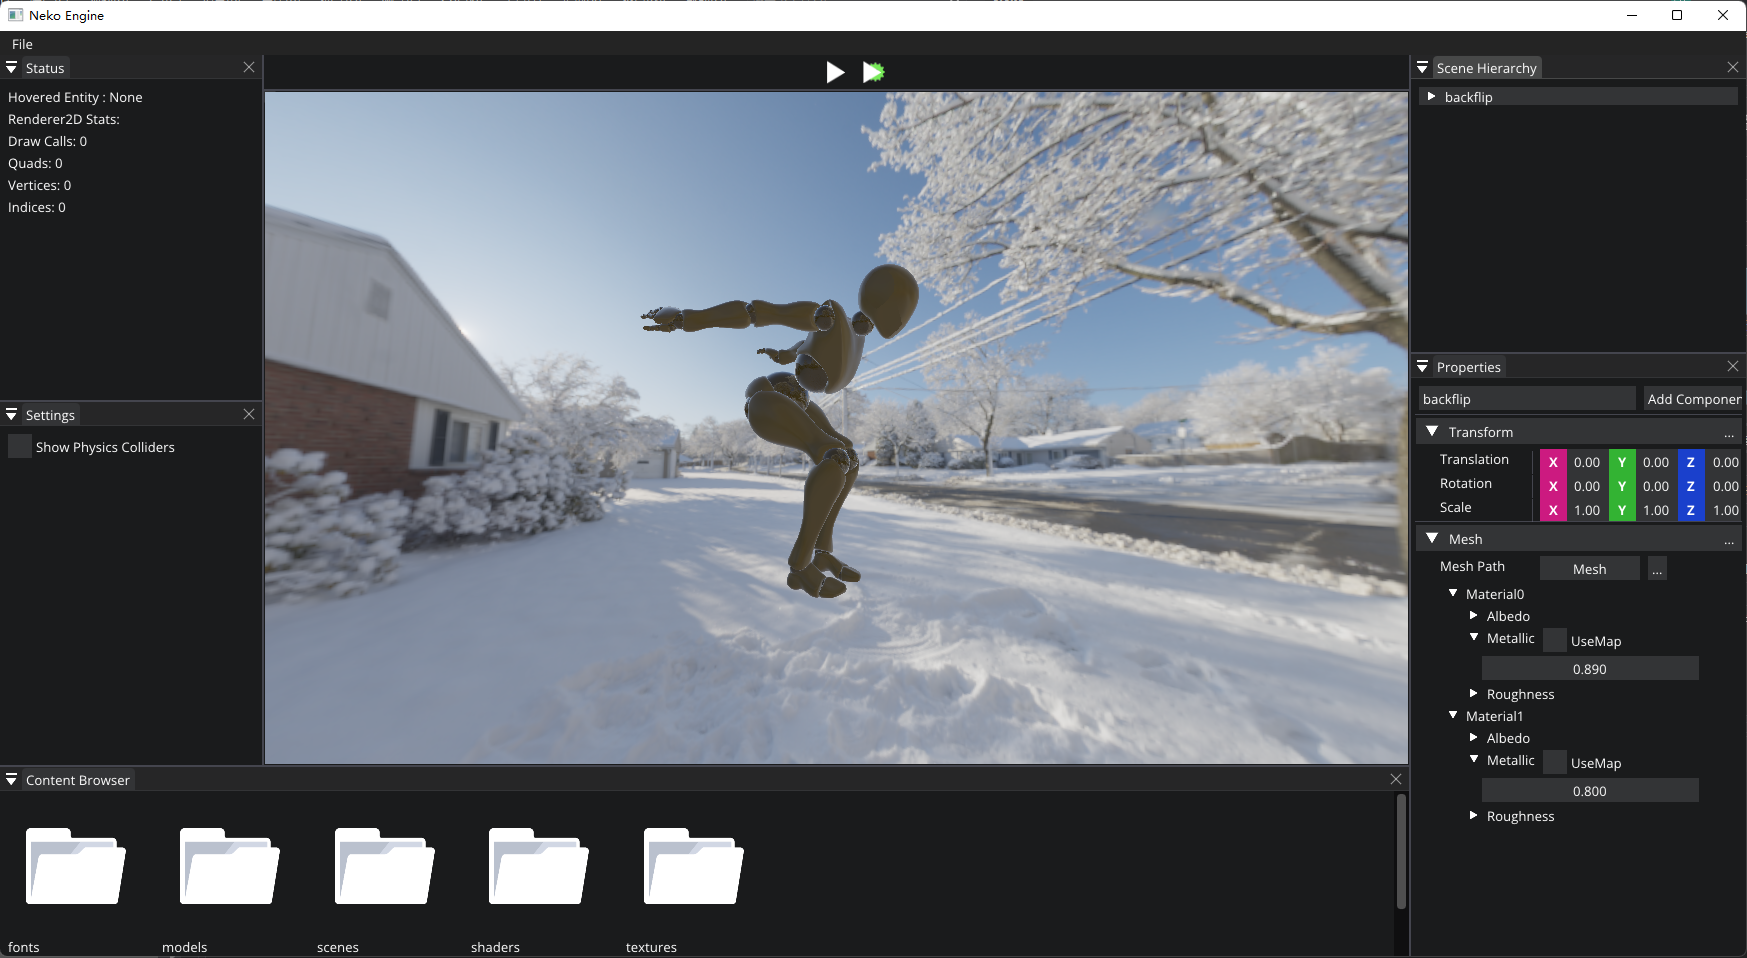 Neko Engine
File
Status
Hovered Entity : None
Renderer2D Stats:
Draw Calls: 0
Quads: 0
Vertices: 0
Indices: 0
Settings
Show Physics Colliders
Scene Hierarchy
backflip
Properties
backflip
Add Componen
Transform ...
Translation X 0.00 Y 0.00 Z 0.00
Rotation X 0.00 Y 0.00 Z 0.00
Scale X 1.00 Y 1.00 Z 1.00
Mesh ...
Mesh Path Mesh ...
Material0
Albedo
Metallic UseMap
0.890
Roughness
Material1
Albedo
Metallic UseMap
0.800
Roughness
Content Browser
fonts models scenes shaders textures